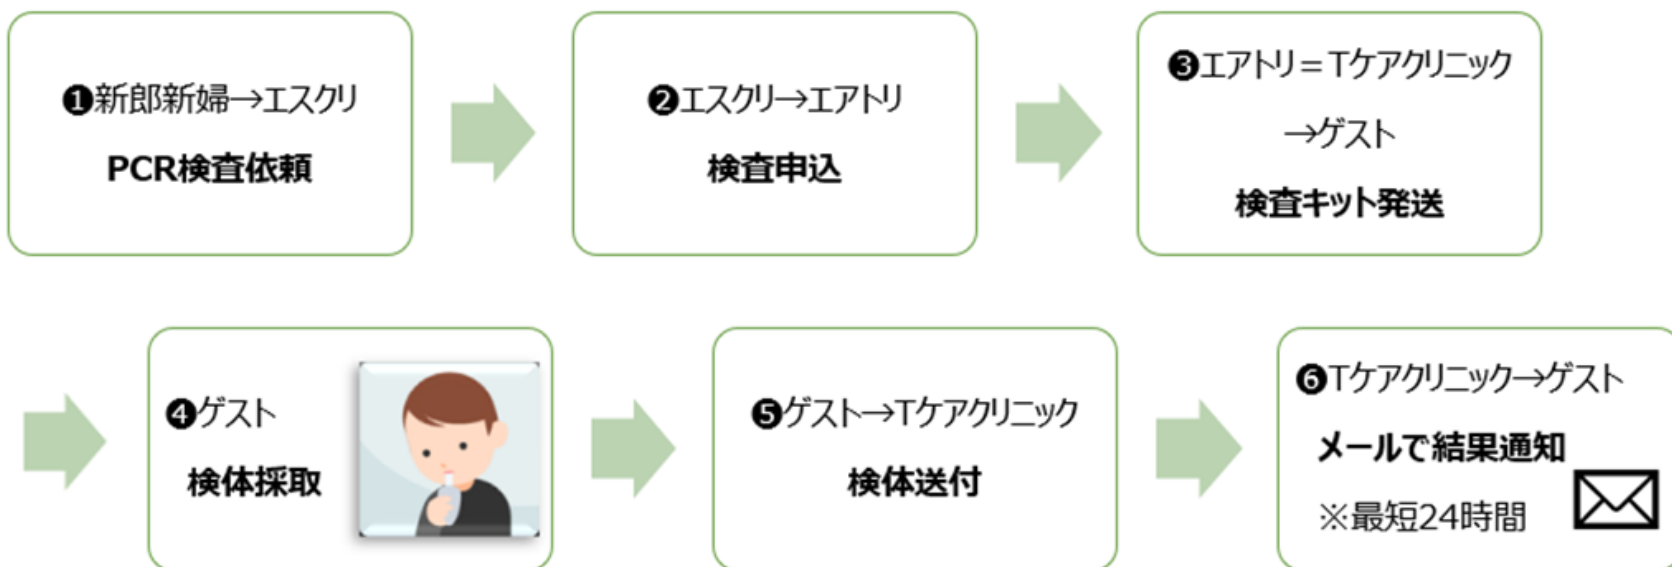 ❶新郎新婦→エスクリ
PCR検査依頼
❷エスクリ→エアトリ
検査申込
❸エアトリ＝Tケアクリニック
→ゲスト
検査キット発送
❹ゲスト
検体採取
❺ゲスト→Tケアクリニック
検体送付
❻Tケアクリニック→ゲスト
メールで結果通知
※最短24時間